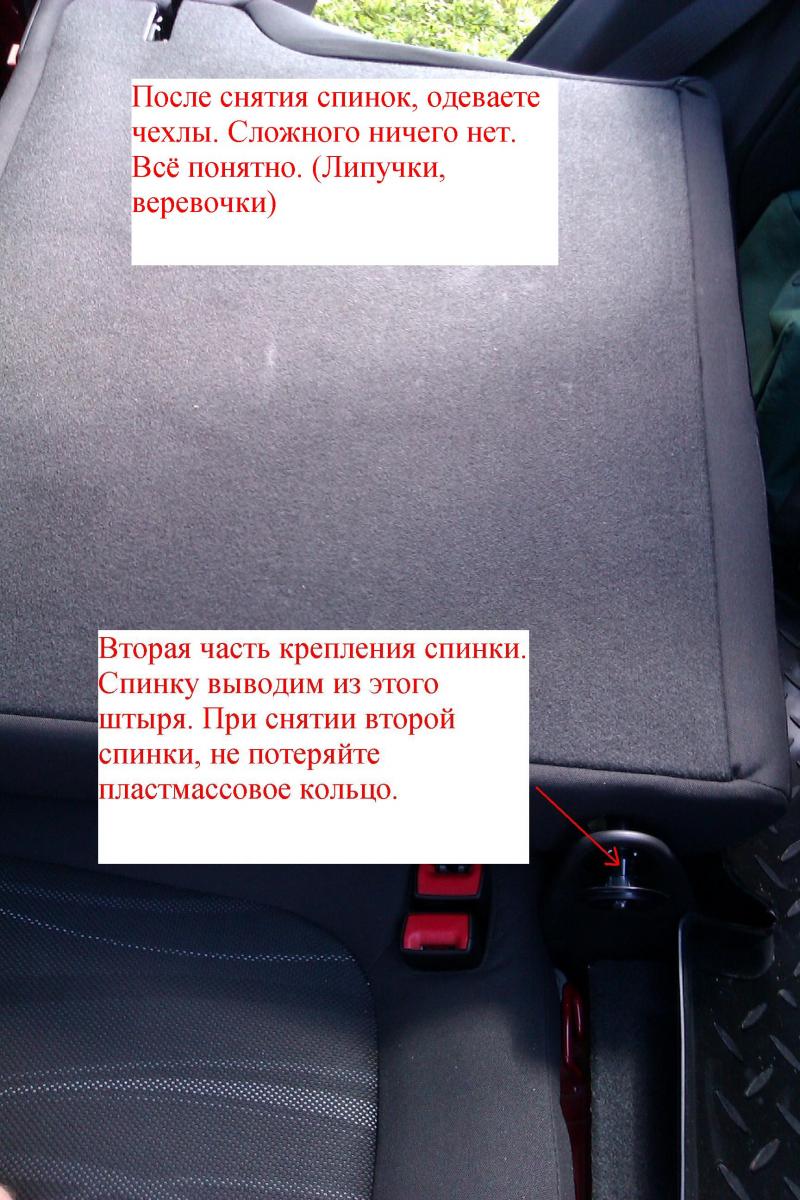 После снятия спинок, одеваете
чехлы. Сложного ничего нет.
Всё понятно. (Липучки,
веревочки)
Вторая часть крепления спинки.
Спинку выводим из этого
штыря. При снятии второй
спинки, не потеряйте
пластмассовое кольцо.